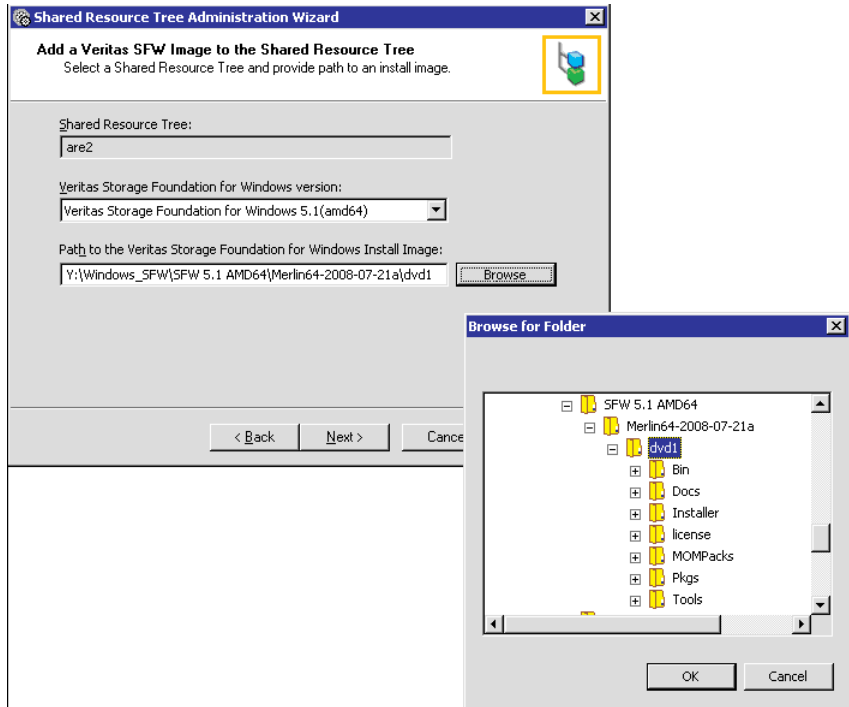 Shared Resource Tree Administration Wizard
Add a Veritas SFW Image to the Shared Resource Tree
Select a Shared Resource Tree and provide path to an install image.
Shared Resource Tree:
are2
Veritas Storage Foundation for Windows version:
Veritas Storage Foundation for Windows 5.1(amd64)
Path to the Veritas Storage Foundation for Windows Install Image:
Y:\Windows_SFW\SFW 5.1 AMD64\Merlin64-2008-07-21a\dvd1 Browse
< Back Next > Cance
Browse for Folder
SFW 5.1 AMD64
Merlin64-2008-07-21a
dvd1
Bin
Docs
Installer
license
MOMPacks
Pkgs
Tools
OK Cancel